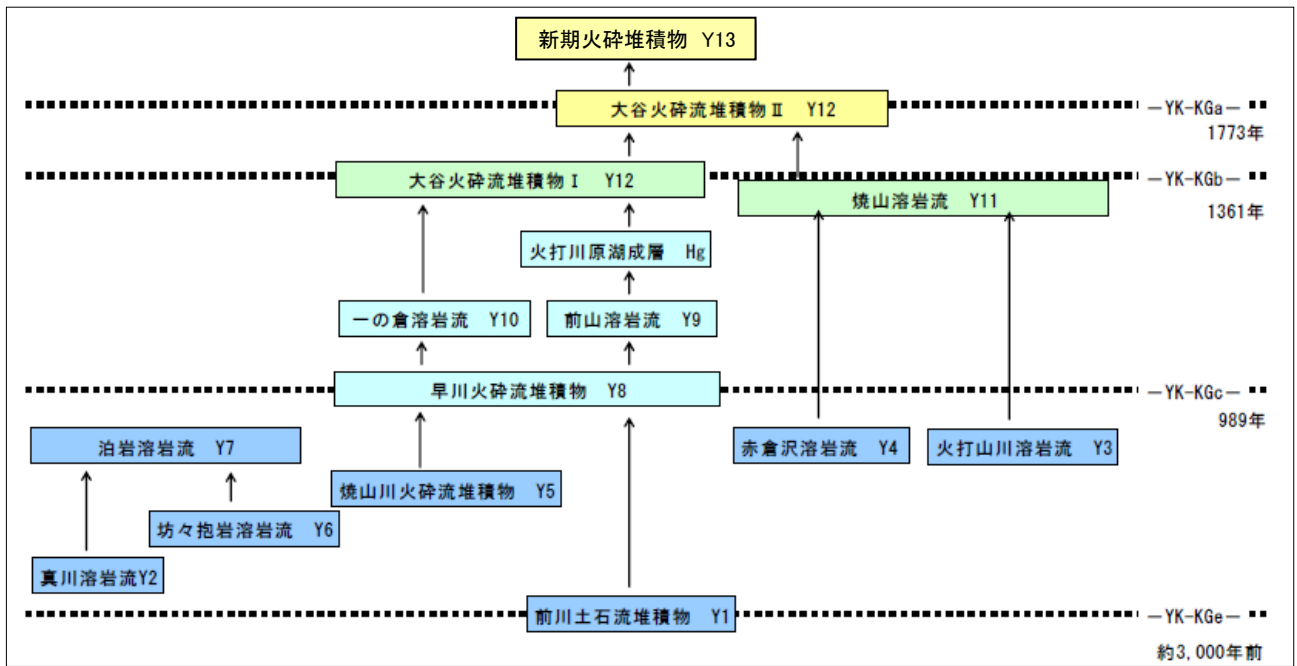 新期火砕堆積物 Y13
大谷火砕流堆積物Ⅱ Y12
―YK-KGa―
1773年
大谷火砕流堆積物Ⅰ Y12
―YK-KGb―
焼山溶岩流 Y11
1361年
火打川原湖成層 Hg
一の倉溶岩流 Y10
前山溶岩流 Y9
早川火砕流堆積物 Y8
―YK-KGc―
989年
泊岩溶岩流 Y7
赤倉沢溶岩流 Y4
火打山川溶岩流 Y3
焼山川火砕流堆積物 Y5
坊々抱岩溶岩流 Y6
真川溶岩流Y2
前川土石流堆積物 Y1
―YK-KGe―
約3,000年前